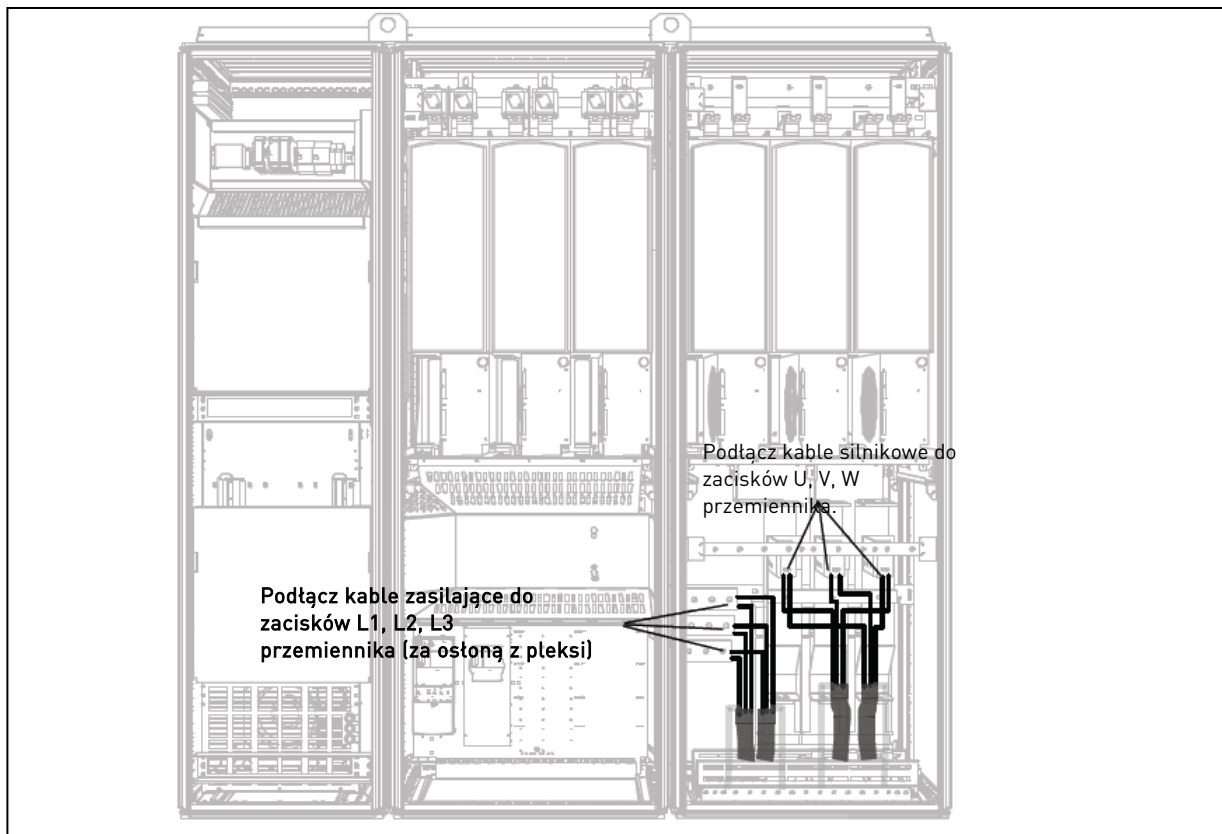 Podłącz kable silnikowe do
zacisków U, V, W
przemiennika.
Podłącz kable zasilające do
zacisków L1, L2, L3
przemiennika (za osłoną z pleksi)